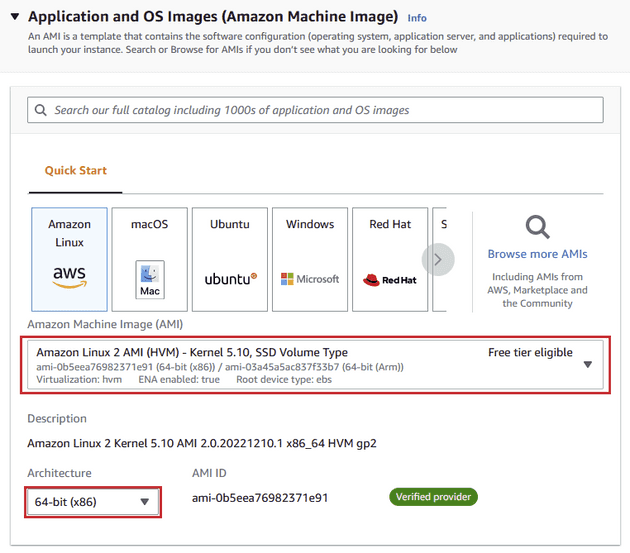 Application and OS Images (Amazon Machine Image) Info
An AMI is a template that contains the software configuration (operating system, application server, and applications) required to
launch your instance. Search or Browse for AMIs if you don't see what you are looking for below
Search our full catalog including 1000s of application and OS images
Quick Start
Amazon
Linux
aws
macOS
Mac
Ubuntu
ubuntu
Windows
Microsoft
Red Hat
Red Hat
S
Browse more AMIs
Including AMIs from
AWS, Marketplace and
the Community
Amazon Machine Image (AMI)
Amazon Linux 2 AMI (HVM) - Kernel 5.10, SSD Volume Type Free tier eligible
ami-0b5eea76982371e91 (64-bit (x86)) / ami-03a45a5ac837f33b7 (64-bit (Arm))
Virtualization: hvm ENA enabled: true Root device type: ebs
Description
Amazon Linux 2 Kernel 5.10 AMI 2.0.20221210.1 x86_64 HVM gp2
Architecture AMI ID
64-bit (x86) ami-0b5eea76982371e91 Verified provider